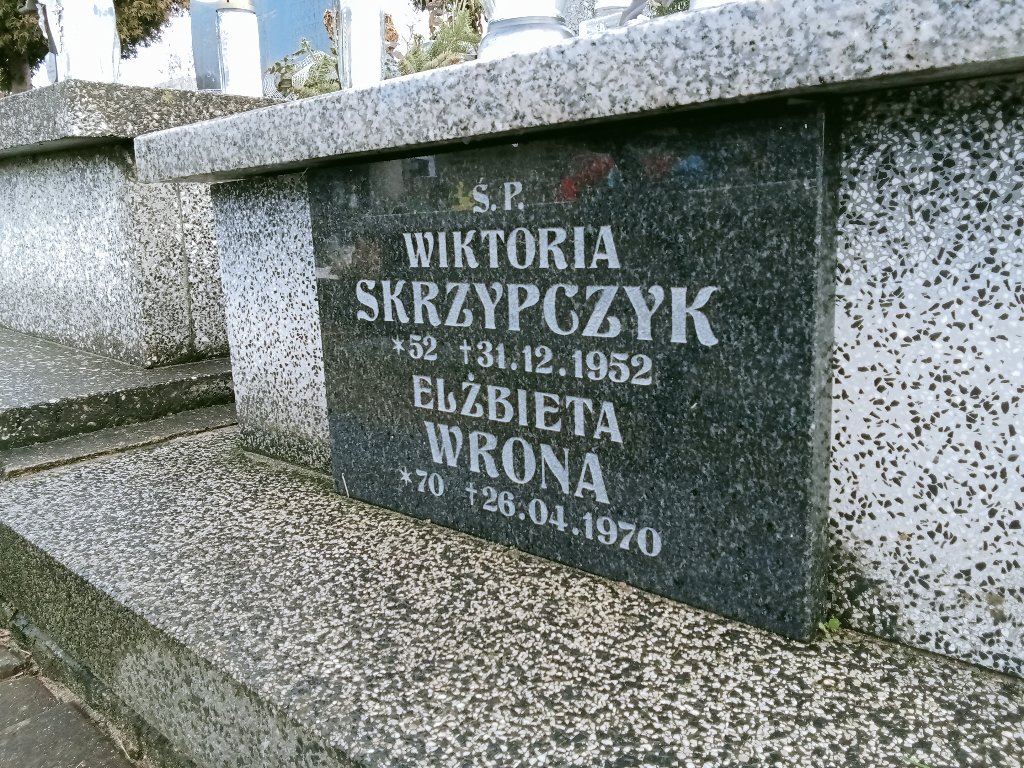 Ś.P.
WIKTORIA
SKRZYPCZYK
*52 †31.12.1952
ELŻBIETA
WRONA
*70 †26.04.1970